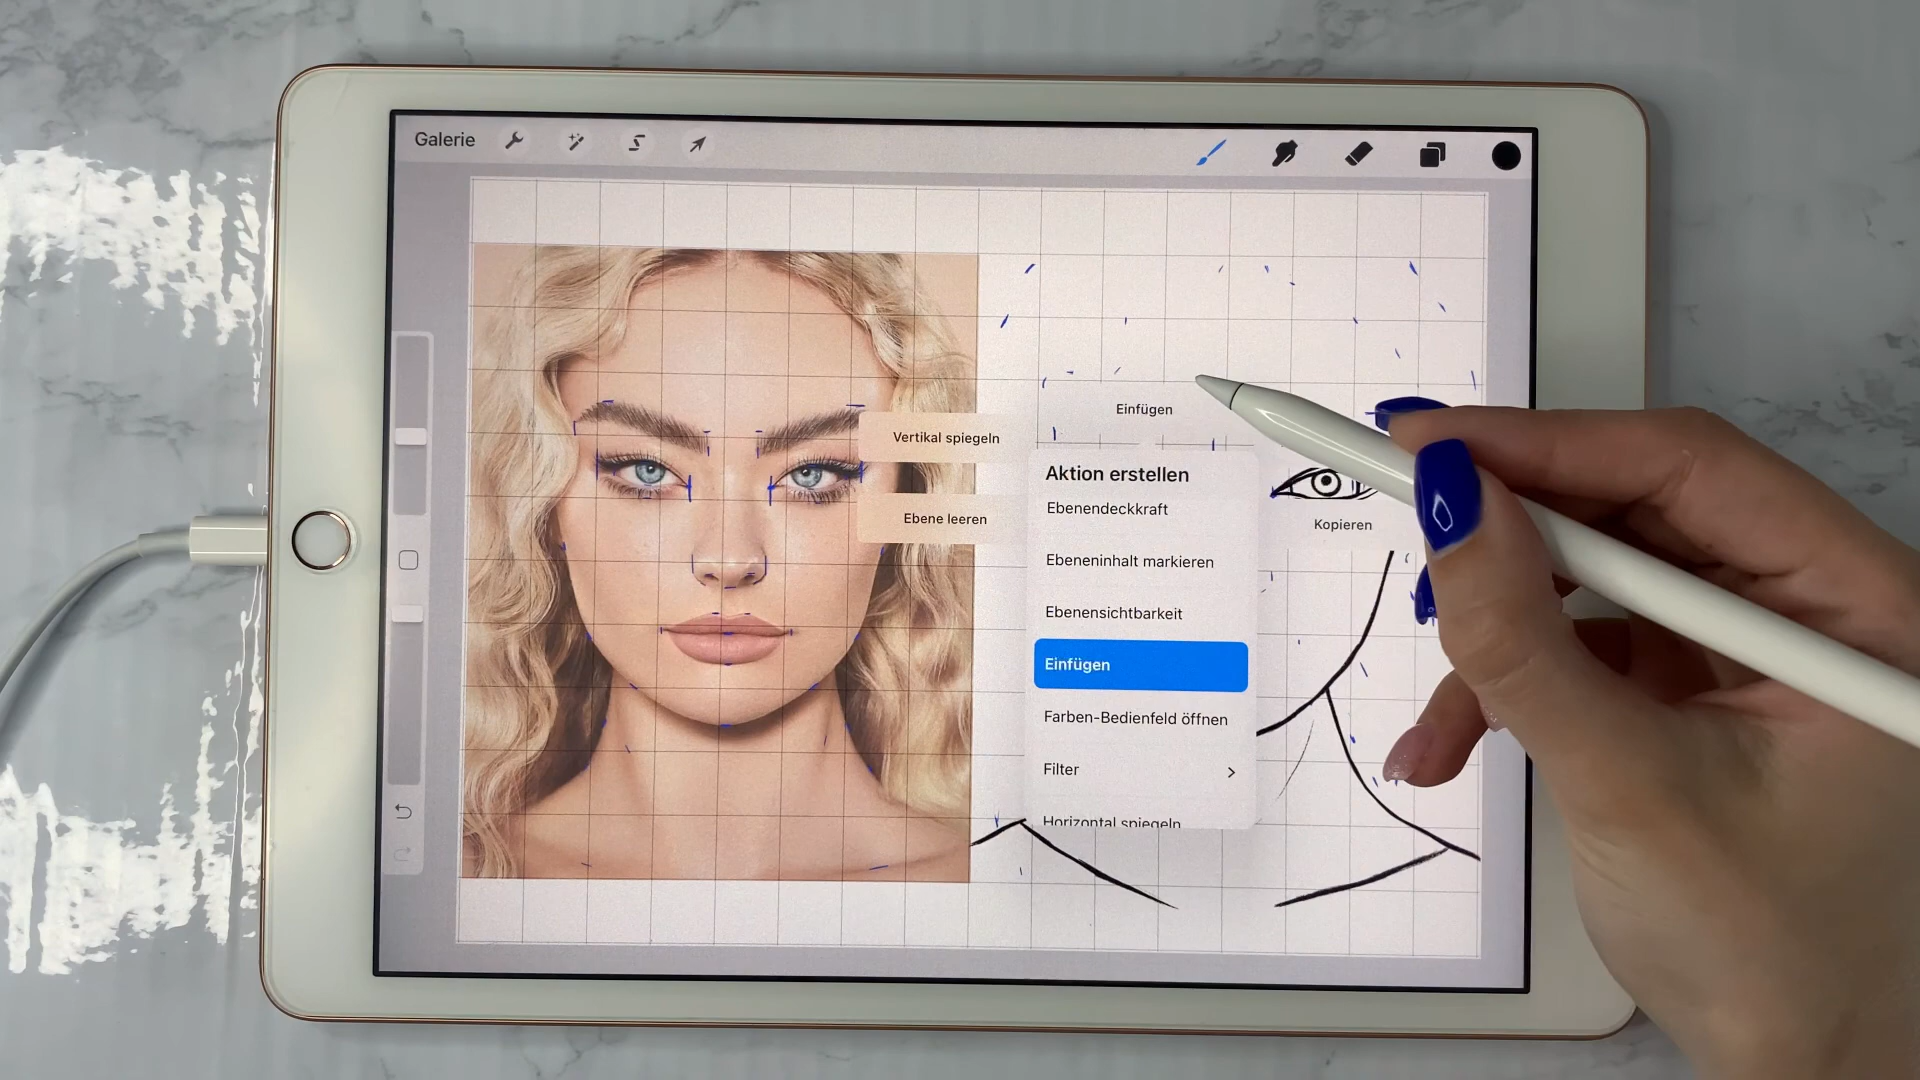 Galerie
Einfügen
Vertikal spiegeln
Aktion erstellen
Ebenendeckkraft
Ebene leeren
Kopieren
Ebeneninhalt markieren
Ebenensichtbarkeit
Einfügen
Farben-Bedienfeld öffnen
Filter
Horizontal spiegeln